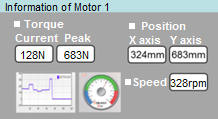 Information of Motor 1
Torque
Current Peak
128N 683N
Position
X axis Y axis
324mm 683mm
Speed 328rpm